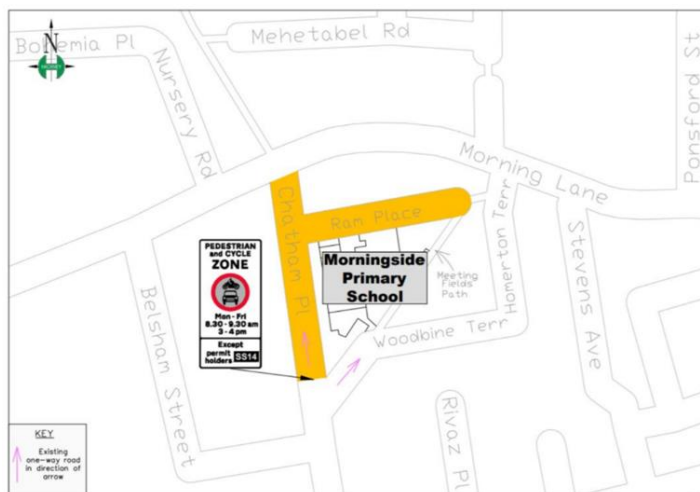 Bohemia Pl
N
HACKNEY
Nursery Rd
Mehetabel Rd
Ponsford St
Morning Lane
Chatham Pl
Ram Place
Homerton Terr
Stevens Ave
Morningside
Primary
School
Meeting
Fields
Path
PEDESTRIAN
and CYCLE
ZONE
Mon - Fri
8.30 - 9.30 am
3 - 4 pm
Except
permit
holders SS14
Belsham Street
Woodbine Terr
Rivaz Pl
KEY
Existing
one-way road
in direction of
arrow